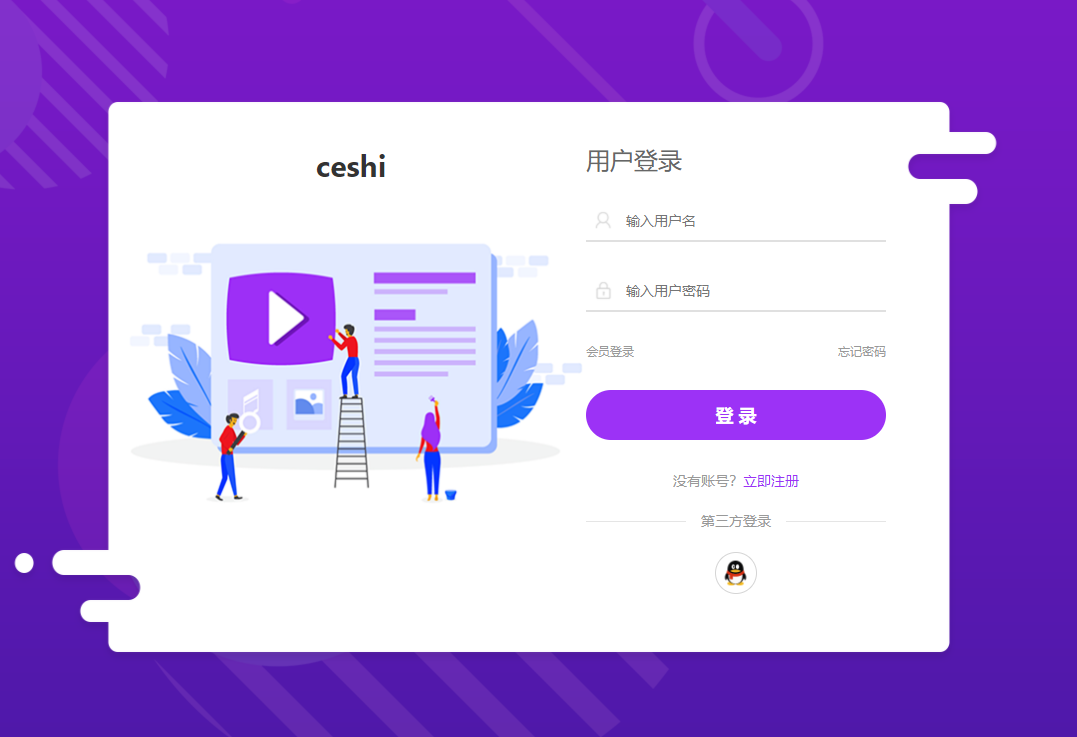 ceshi
用户登录
输入用户名
输入用户密码
会员登录 忘记密码
登 录
没有账号？立即注册
第三方登录